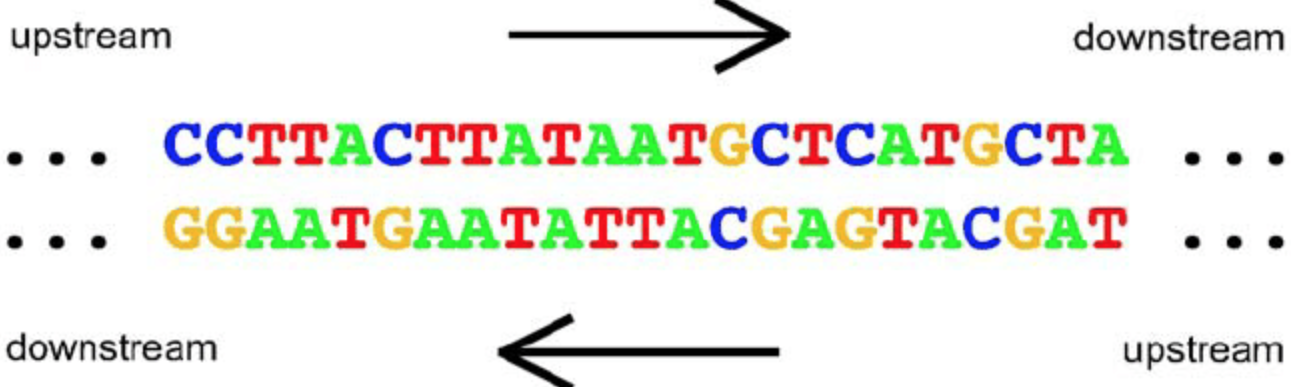 upstream downstream
... CCTTACTTATAATGCTCATGCTA ...
... GGAATGAATATTACGAGTACGAT ...
downstream upstream